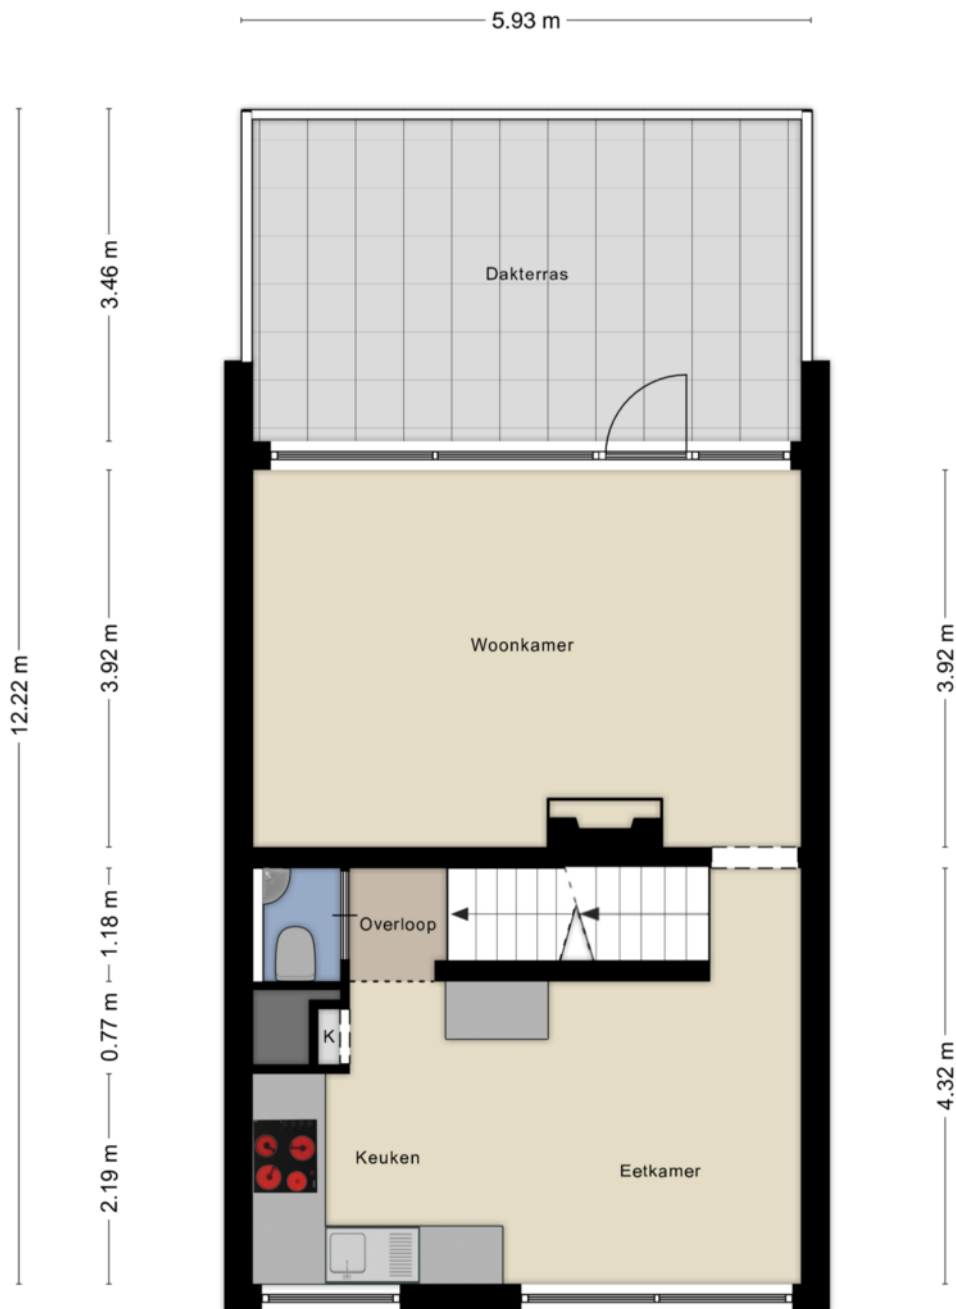 5.93 m
3.46 m
Dakterras
12.22 m
3.92 m
Woonkamer
3.92 m
1.18 m
Overloop
0.77 m
K
4.32 m
2.19 m
Keuken
Eetkamer